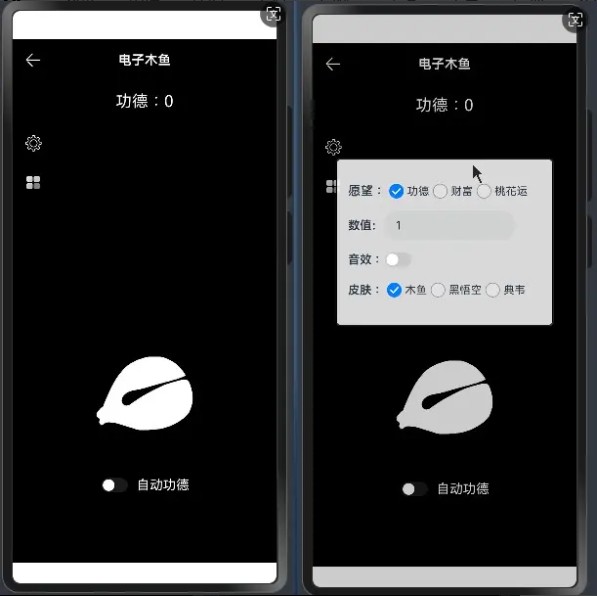 电子木鱼
功德：0
自动功德
电子木鱼
功德：0
愿望： 功德 财富 桃花运
数值: 1
音效：
皮肤： 木鱼 黑悟空 典韦
自动功德